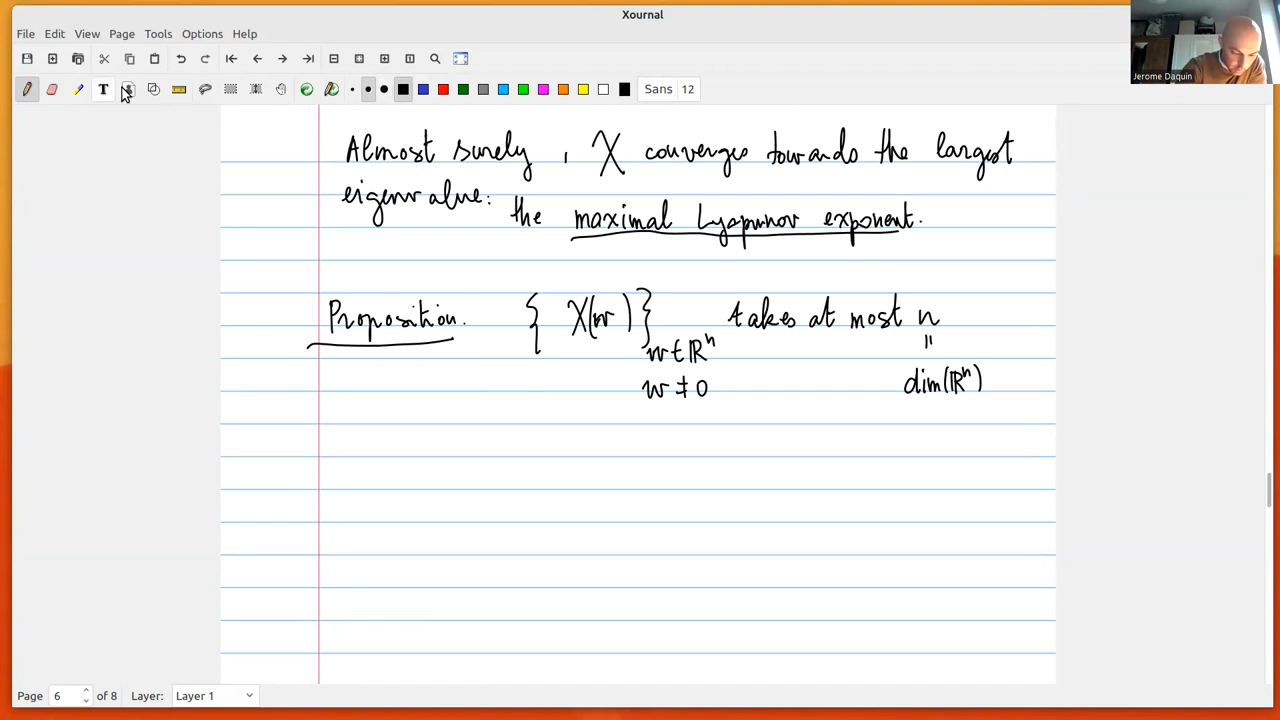 Xournal
File Edit View Page Tools Options Help
Jerome Daquin
T Sans 12
Almost surely, χ converges towards the largest
eigenvalue: the maximal Lyapunov exponent.
Proposition. { χ(w) } takes at most n
w ∈ ℝⁿ =
w ≠ 0 dim(ℝⁿ)
Page 6 of 8 Layer: Layer 1